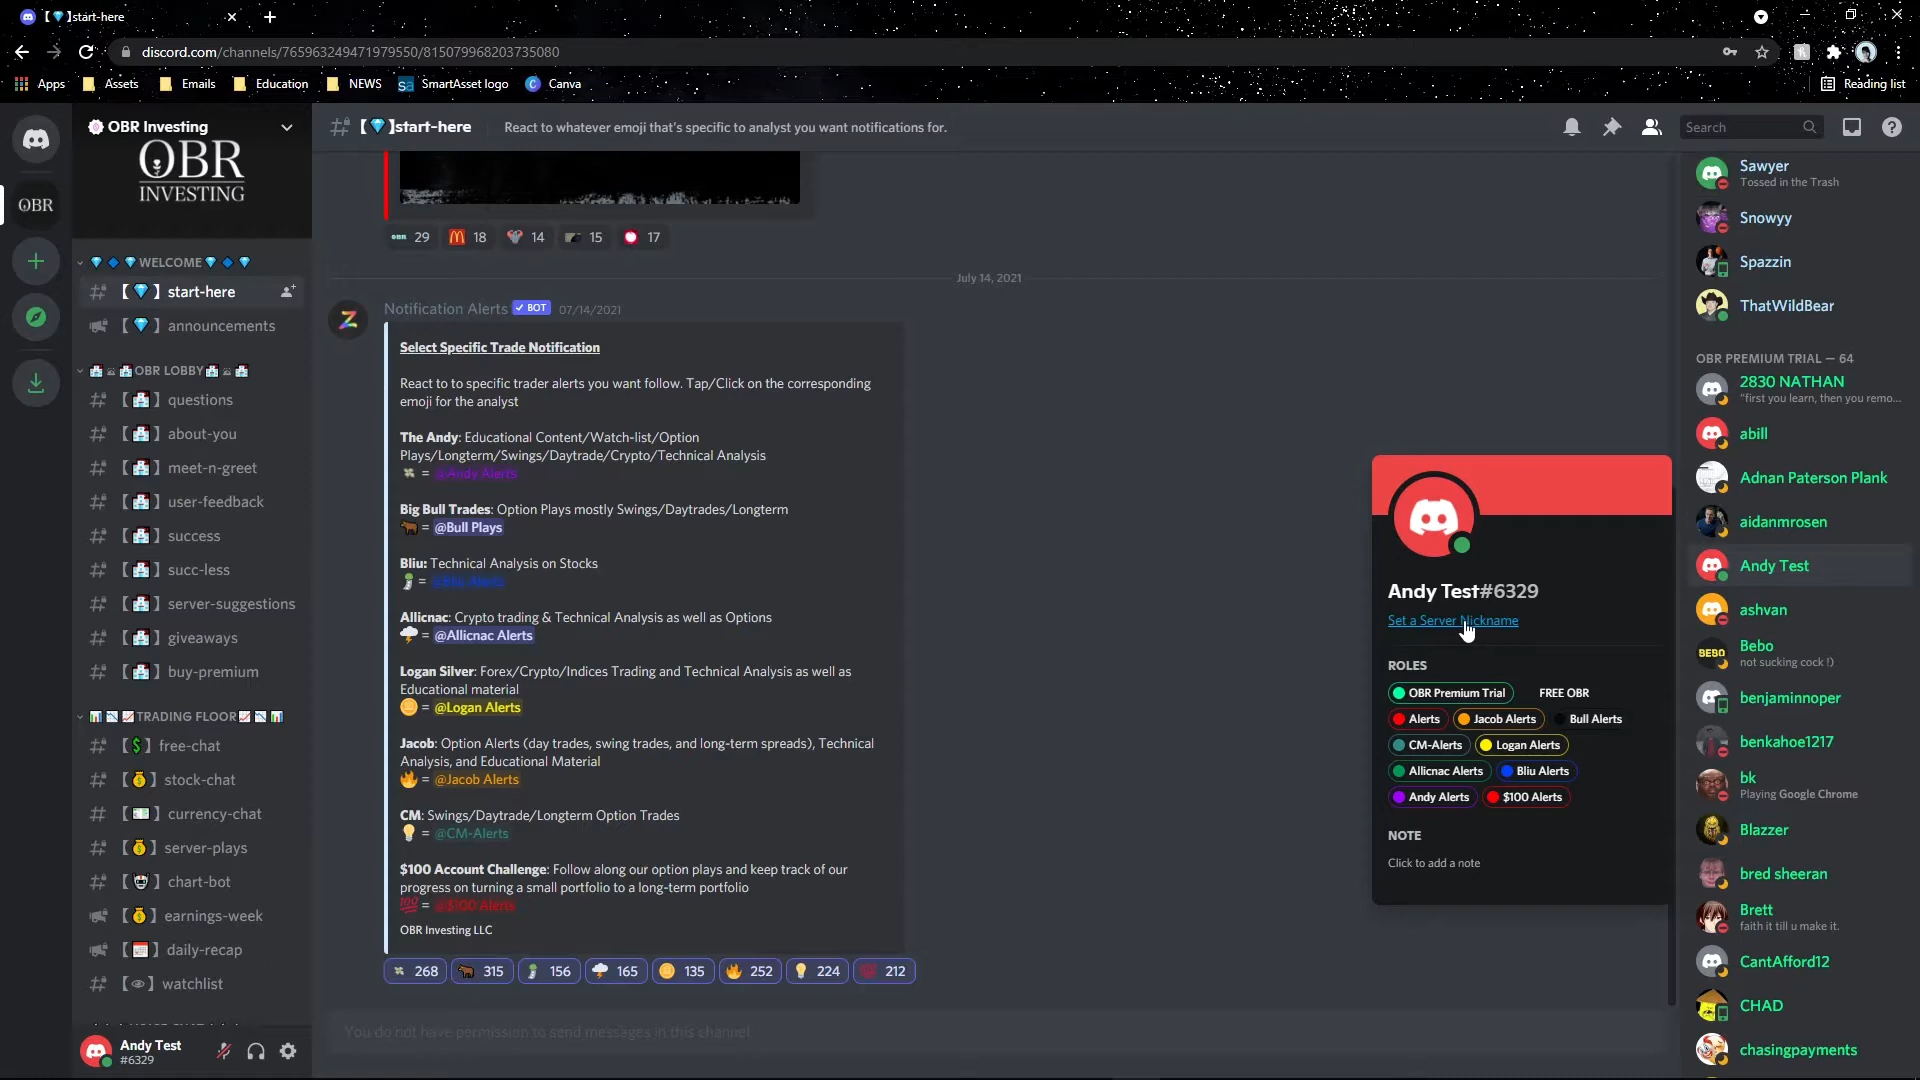 【💎】start-here
discord.com/channels/765963249471979550/815079968203735080
Apps
Assets
Emails
Education
NEWS
sa SmartAsset logo
C Canva
Reading list
OBR Investing
OBR
INVESTING
OBR
WELCOME
【💎】 start-here
【💎】 announcements
OBR LOBBY
questions
about-you
meet-n-greet
user-feedback
success
succ-less
server-suggestions
giveaways
buy-premium
TRADING FLOOR
【$】 free-chat
stock-chat
currency-chat
server-plays
chart-bot
earnings-week
daily-recap
watchlist
Andy Test
#6329
【💎】start-here
React to whatever emoji that's specific to analyst you want notifications for.
Search
29 18 14 15 17
July 14, 2021
Notification Alerts ✓ BOT 07/14/2021
Select Specific Trade Notification
React to to specific trader alerts you want follow. Tap/Click on the corresponding
emoji for the analyst
The Andy: Educational Content/Watch-list/Option
Plays/Longterm/Swings/Daytrade/Crypto/Technical Analysis
= @Andy Alerts
Big Bull Trades: Option Plays mostly Swings/Daytrades/Longterm
= @Bull Plays
Bliu: Technical Analysis on Stocks
= @Bliu Alerts
Allicnac: Crypto trading & Technical Analysis as well as Options
= @Allicnac Alerts
Logan Silver: Forex/Crypto/Indices Trading and Technical Analysis as well as
Educational material
= @Logan Alerts
Jacob: Option Alerts (day trades, swing trades, and long-term spreads), Technical
Analysis, and Educational Material
= @Jacob Alerts
CM: Swings/Daytrade/Longterm Option Trades
= @CM-Alerts
$100 Account Challenge: Follow along our option plays and keep track of our
progress on turning a small portfolio to a long-term portfolio
💯 = @$100 Alerts
OBR Investing LLC
268 315 156 165 135 252 224 212
You do not have permission to send messages in this channel
Andy Test#6329
Set a Server Nickname
ROLES
OBR Premium Trial FREE OBR
Alerts Jacob Alerts Bull Alerts
CM-Alerts Logan Alerts
Allicnac Alerts Bliu Alerts
Andy Alerts $100 Alerts
NOTE
Click to add a note
Sawyer
Tossed in the Trash
Snowyy
Spazzin
ThatWildBear
OBR PREMIUM TRIAL — 64
2830 NATHAN
"first you learn, then you remo...
abill
Adnan Paterson Plank
aidanmrosen
Andy Test
ashvan
BEBO
Bebo
not sucking cock !)
benjaminnoper
benkahoe1217
bk
Playing Google Chrome
Blazzer
bred sheeran
Brett
faith it till u make it.
CantAfford12
CHAD
chasingpayments